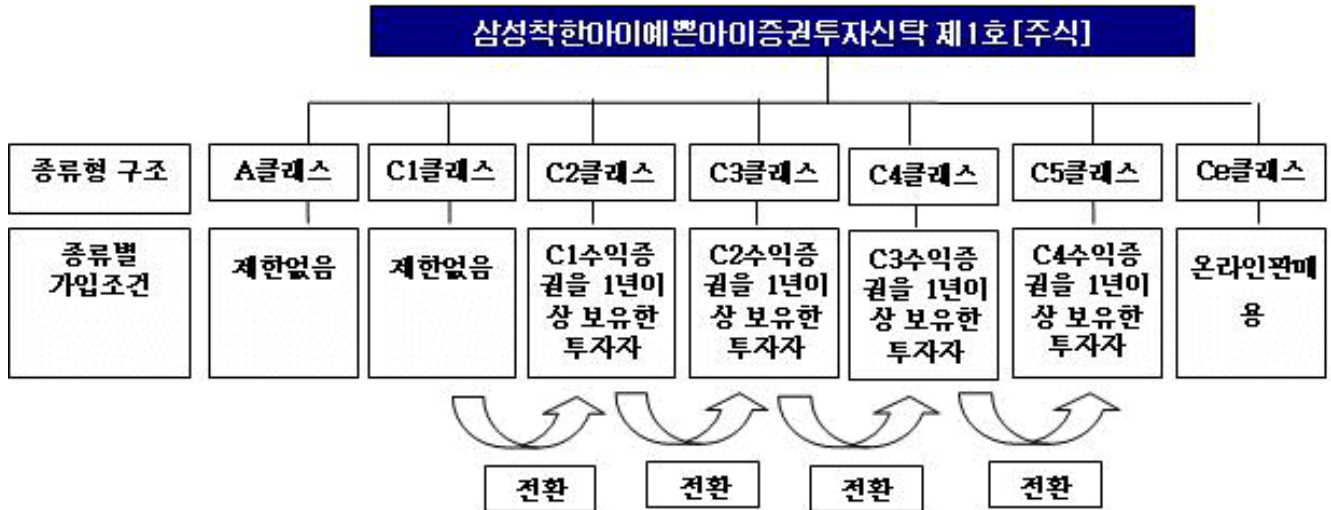 삼성착한아이예쁜아이증권투자신탁 제1호[주식]
종류형 구조
A클래스
C1클래스
C2클래스
C3클래스
C4클래스
C5클래스
Ce클래스
종류별
가입조건
제한없음
제한없음
C1수익증
권을 1년이
상 보유한
투자자
C2수익증
권을 1년이
상 보유한
투자자
C3수익증
권을 1년이
상 보유한
투자자
C4수익증
권을 1년이
상 보유한
투자자
온라인판매
용
전환
전환
전환
전환